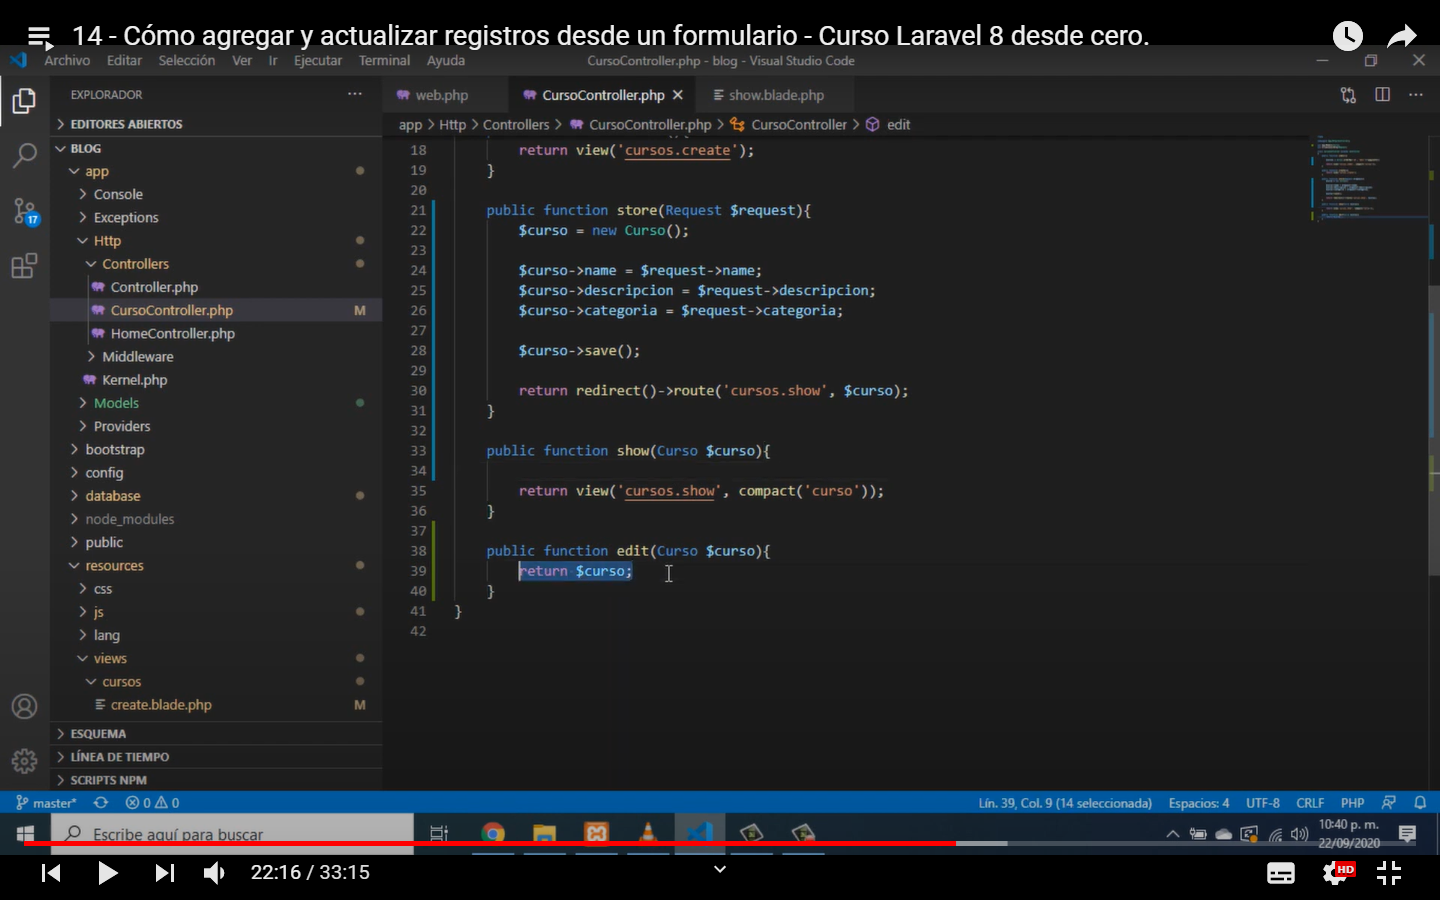 14 - Cómo agregar y actualizar registros desde un formulario - Curso Laravel 8 desde cero.
Archivo Editar Selección Ver Ir Ejecutar Terminal Ayuda CursoController.php - blog - Visual Studio Code
EXPLORADOR
web.php CursoController.php show.blade.php
EDITORES ABIERTOS
app > Http > Controllers > CursoController.php > CursoController > edit
BLOG
app
Console
Exceptions
Http
Controllers
Controller.php
CursoController.php M
HomeController.php
Middleware
Kernel.php
Models
Providers
bootstrap
config
database
node_modules
public
resources
css
js
lang
views
cursos
create.blade.php M
ESQUEMA
LÍNEA DE TIEMPO
SCRIPTS NPM
17
18 return view('cursos.create');
19 }
20
21 public function store(Request $request){
22 $curso = new Curso();
23
24 $curso->name = $request->name;
25 $curso->descripcion = $request->descripcion;
26 $curso->categoria = $request->categoria;
27
28 $curso->save();
29
30 return redirect()->route('cursos.show', $curso);
31 }
32
33 public function show(Curso $curso){
34
35 return view('cursos.show', compact('curso'));
36 }
37
38 public function edit(Curso $curso){
39 return $curso;
40 }
41 }
42
master* 0 0 Lín. 39, Col. 9 (14 seleccionada) Espacios: 4 UTF-8 CRLF PHP
Escribe aquí para buscar
10:40 p. m.
22/09/2020
22:16 / 33:15
HD